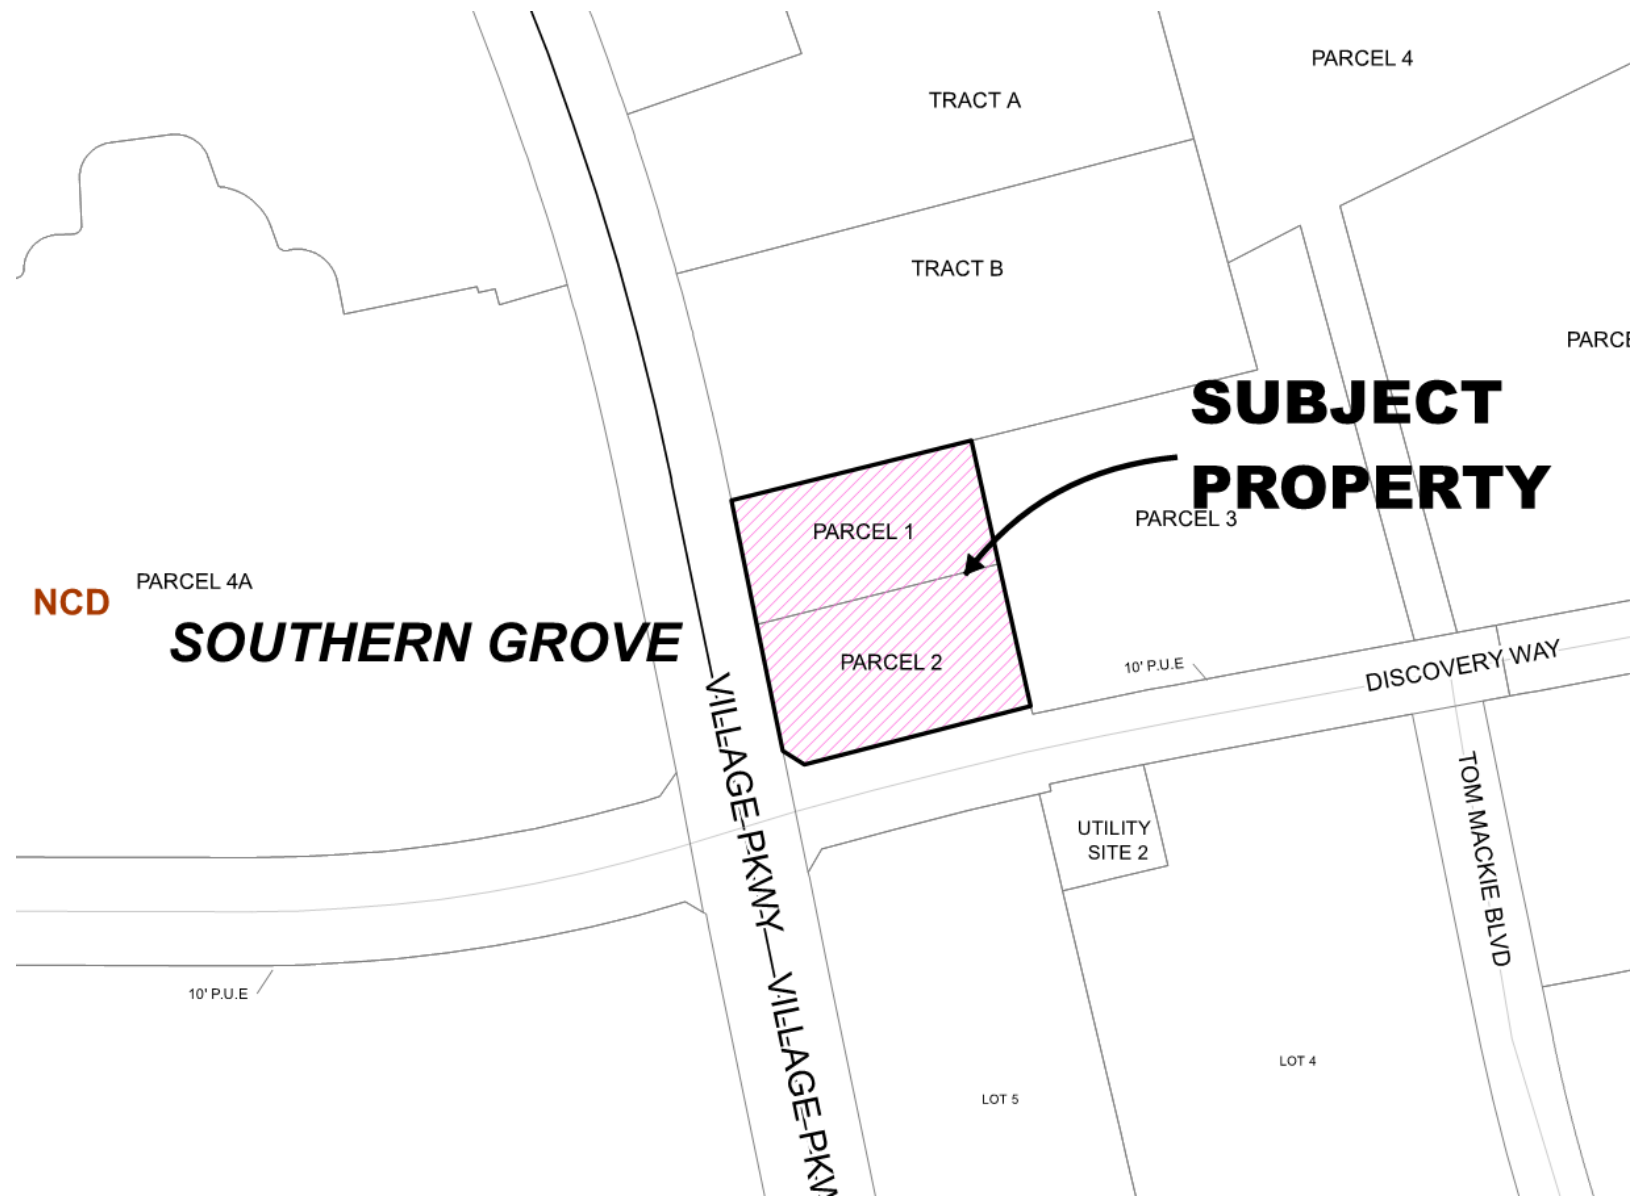 PARCEL 4
TRACT A
TRACT B
PARCE
SUBJECT
PROPERTY
PARCEL 1
PARCEL 3
NCD
PARCEL 4A
SOUTHERN GROVE
PARCEL 2
10' P.U.E
DISCOVERY WAY
VILLAGE PKWY
TOM MACKIE BLVD
UTILITY
SITE 2
10' P.U.E
VILLAGE PKW
LOT 4
LOT 5